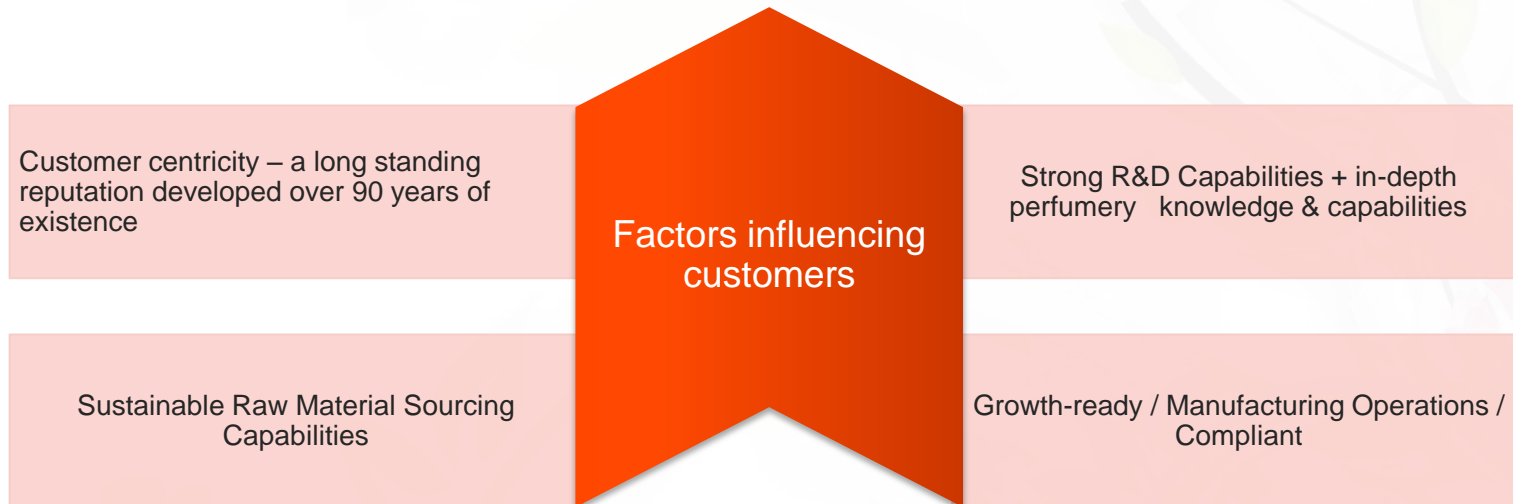 Customer centricity – a long standing
reputation developed over 90 years of
existence
Factors influencing
customers
Strong R&D Capabilities + in-depth
perfumery   knowledge & capabilities
Sustainable Raw Material Sourcing
Capabilities
Growth-ready / Manufacturing Operations /
Compliant